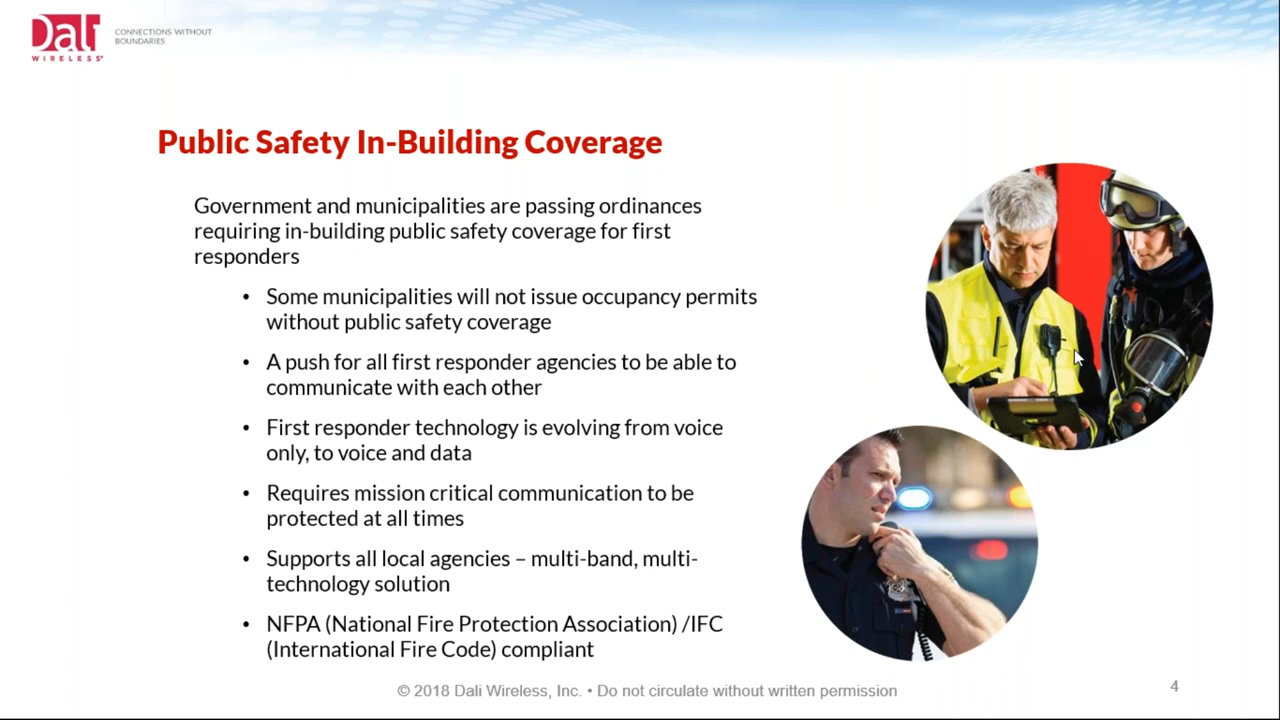 Dali
WIRELESS
CONNECTIONS WITHOUT
BOUNDARIES
Public Safety In-Building Coverage
Government and municipalities are passing ordinances
requiring in-building public safety coverage for first
responders
• Some municipalities will not issue occupancy permits
without public safety coverage
• A push for all first responder agencies to be able to
communicate with each other
• First responder technology is evolving from voice
only, to voice and data
• Requires mission critical communication to be
protected at all times
• Supports all local agencies – multi-band, multi-
technology solution
• NFPA (National Fire Protection Association) /IFC
(International Fire Code) compliant
© 2018 Dali Wireless, Inc. • Do not circulate without written permission
4